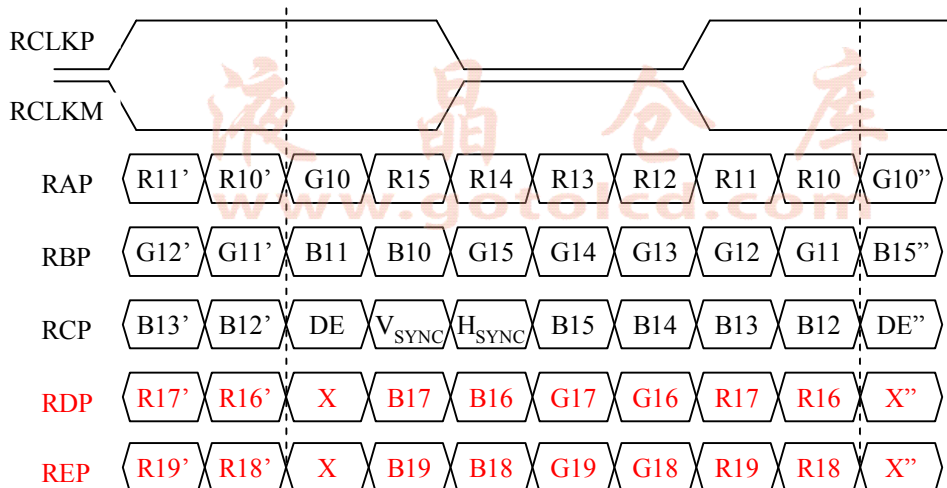 RCLKP
RCLKM
液晶仓库
www.gotolcd.com
RAP R11’ R10’ G10 R15 R14 R13 R12 R11 R10 G10”
RBP G12’ G11’ B11 B10 G15 G14 G13 G12 G11 B15”
RCP B13’ B12’ DE VSYNC HSYNC B15 B14 B13 B12 DE”
RDP R17’ R16’ X B17 B16 G17 G16 R17 R16 X”
REP R19’ R18’ X B19 B18 G19 G18 R19 R18 X”